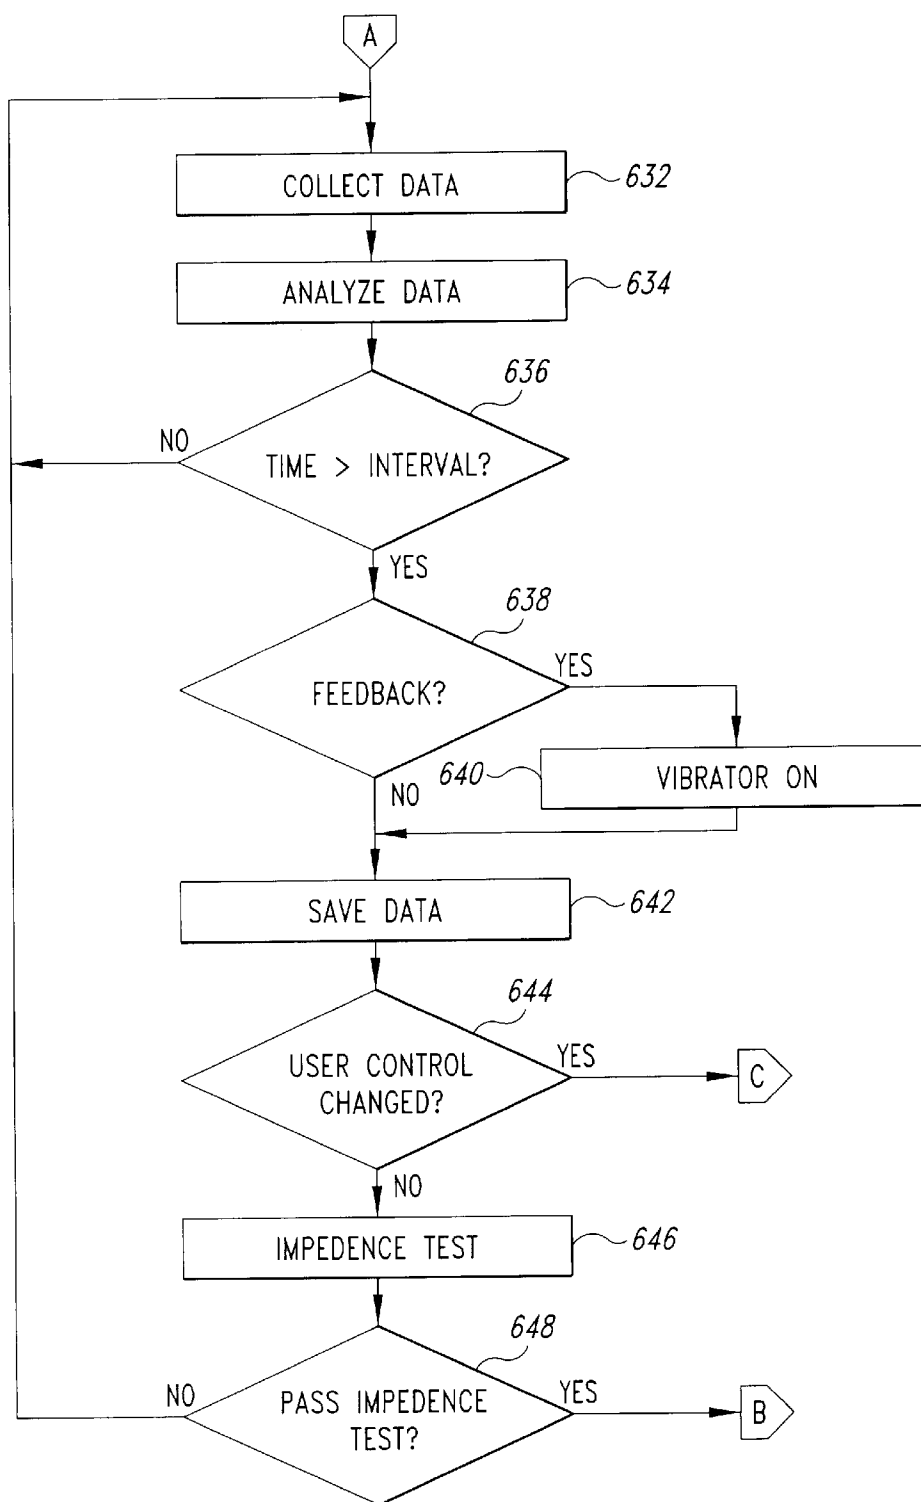 A
COLLECT DATA
632
ANALYZE DATA
634
636
NO
TIME > INTERVAL?
YES
638
YES
FEEDBACK?
640
VIBRATOR ON
NO
SAVE DATA
642
644
YES
USER CONTROL
CHANGED?
C
NO
IMPEDENCE TEST
646
648
NO
YES
PASS IMPEDENCE
TEST?
B